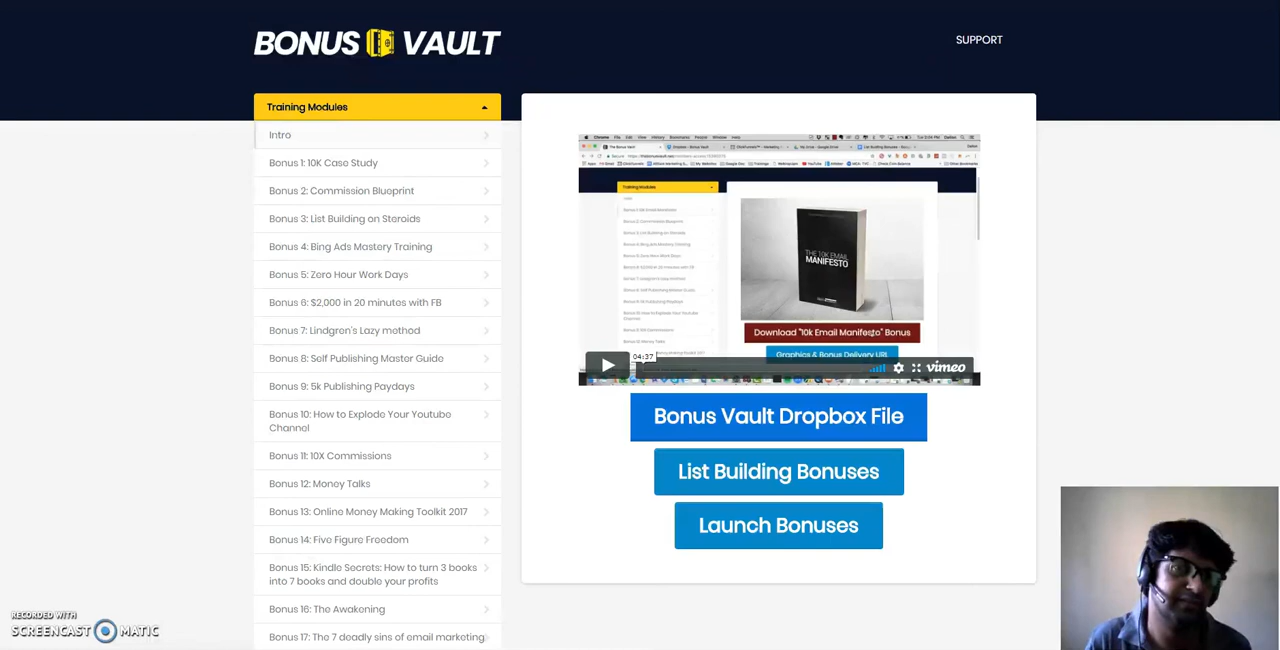 BONUS VAULT
SUPPORT
Training Modules
Intro
Bonus 1: 10K Case Study
Bonus 2: Commission Blueprint
Bonus 3: List Building on Steroids
Bonus 4: Bing Ads Mastery Training
Bonus 5: Zero Hour Work Days
Bonus 6: $2,000 in 20 minutes with FB
Bonus 7: Lindgren's Lazy mothod
Bonus 8: Self Publishing Master Guide
Bonus 9: 5k Publishing Paydays
Bonus 10: How to Explode Your Youtube
Channel
Bonus 11: 10X Commissions
Bonus 12: Money Talks
Bonus 13: Online Money Making Toolkit 2017
Bonus 14: Five Figure Freedom
Bonus 15: Kindle Secrets: How to turn 3 books
into 7 books and double your profits
Bonus 16: The Awakening
Bonus 17: The 7 deadly sins of email marketing
Training Modules
THE 10K EMAIL
MANIFESTO
Download "10k Email Manifesto" Bonus
Graphics & Bonus Delivery URL
04:37
vimeo
Bonus Vault Dropbox File
List Building Bonuses
Launch Bonuses
RECORDED WITH
SCREENCAST MATIC